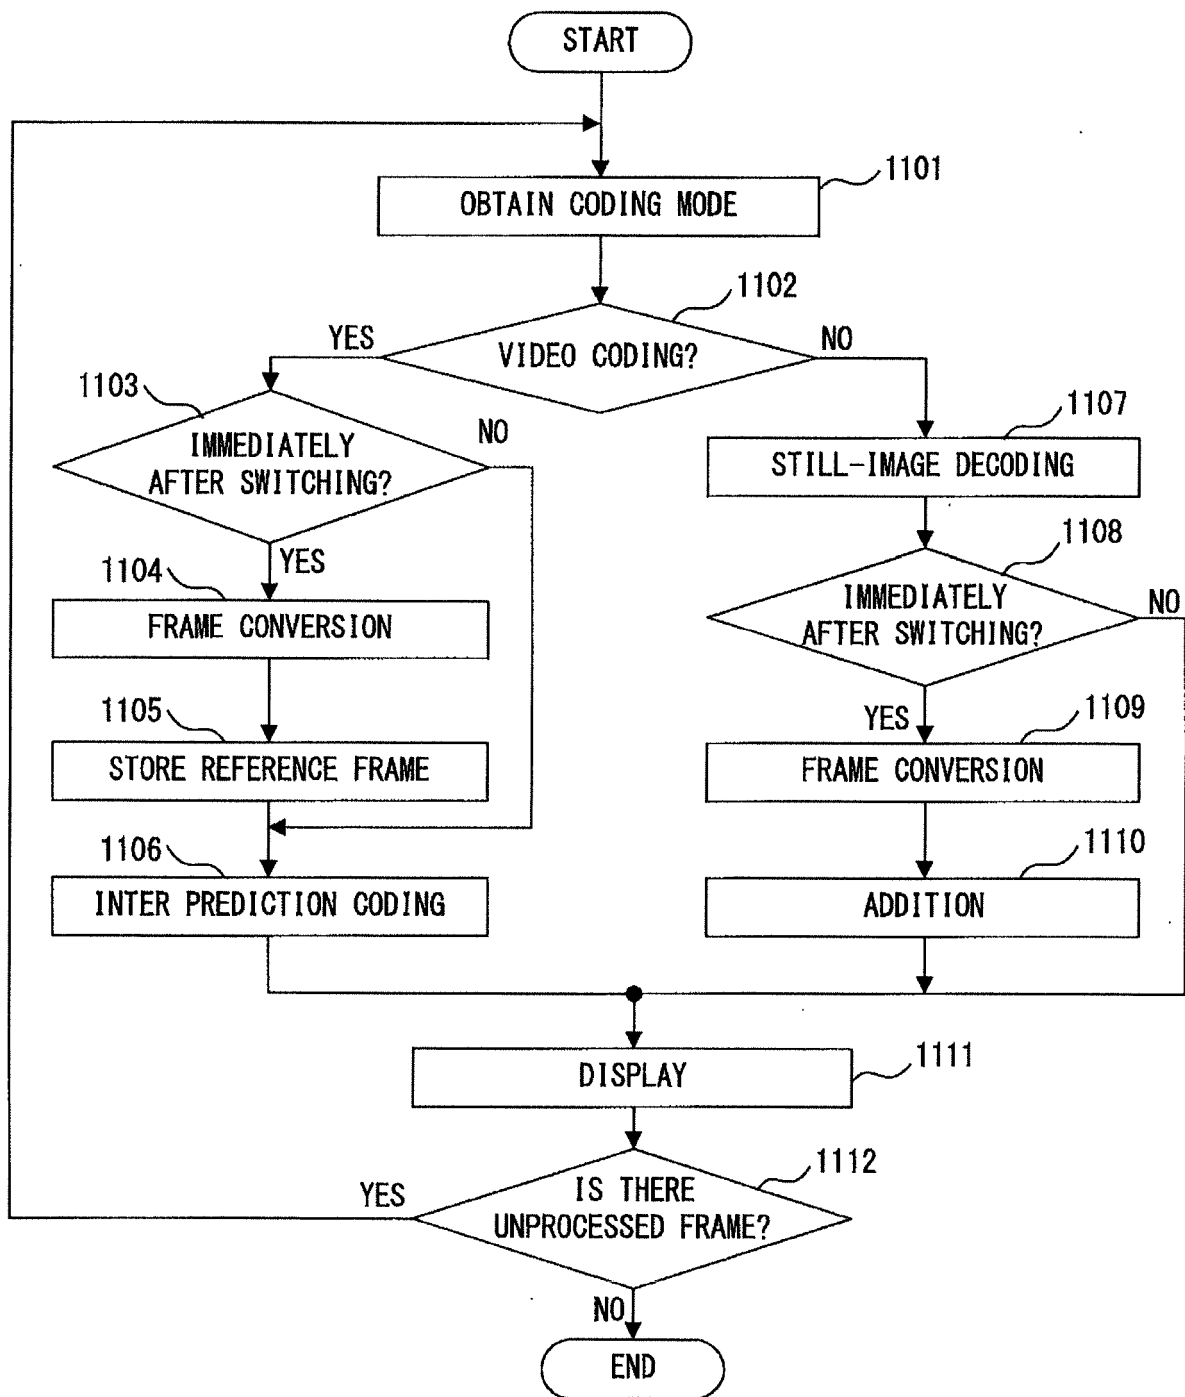 START
1101
OBTAIN CODING MODE
1102
YES
VIDEO CODING?
NO
1103
IMMEDIATELY
AFTER SWITCHING?
NO
YES
1104
FRAME CONVERSION
1105
STORE REFERENCE FRAME
1106
INTER PREDICTION CODING
1107
STILL-IMAGE DECODING
1108
IMMEDIATELY
AFTER SWITCHING?
NO
YES
1109
FRAME CONVERSION
1110
ADDITION
1111
DISPLAY
1112
YES
IS THERE
UNPROCESSED FRAME?
NO
END